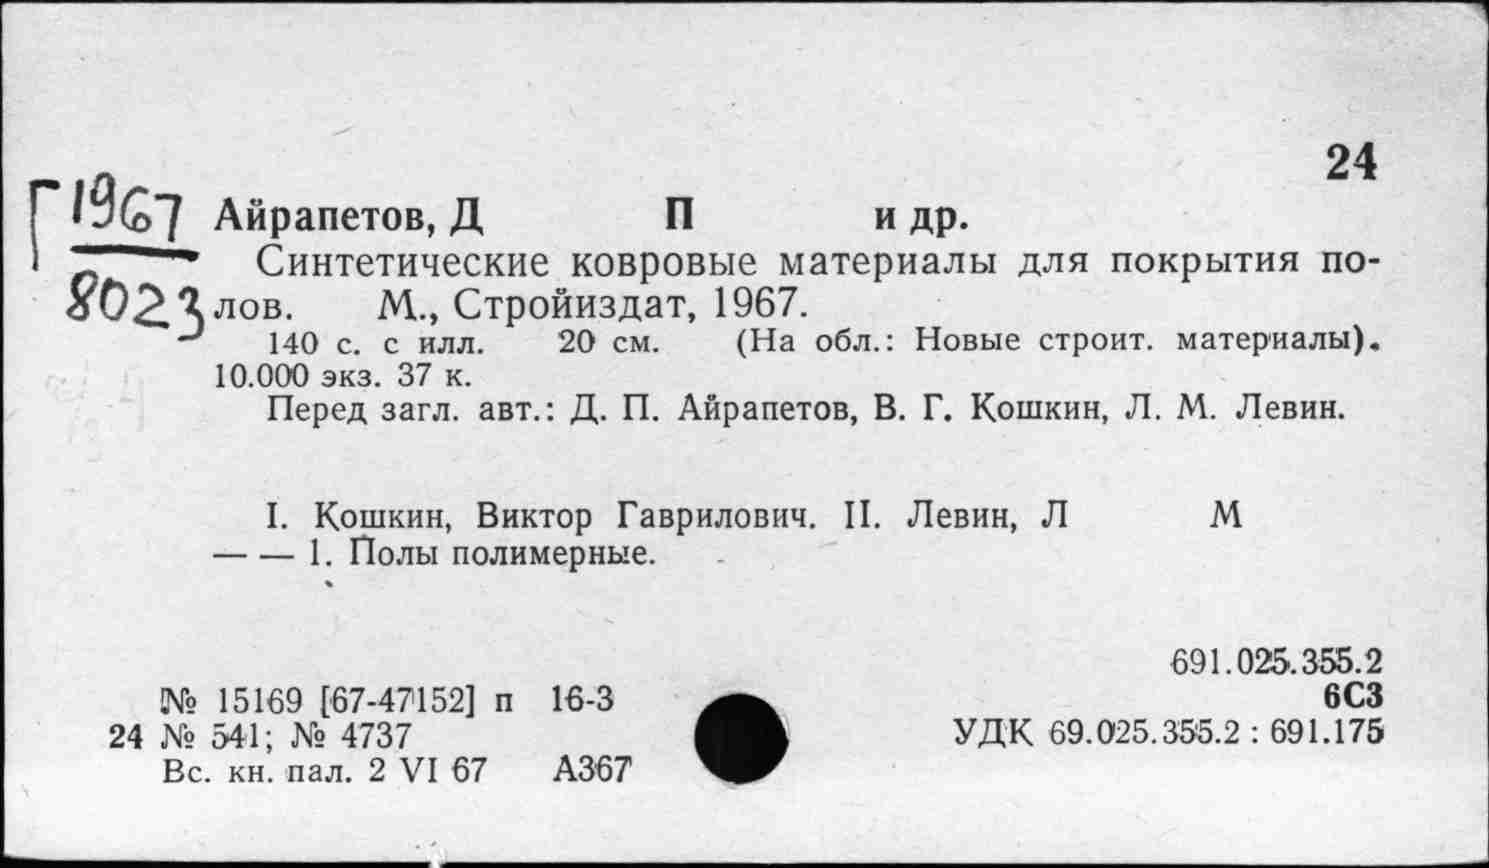 24
Г 1967 Айрапетов, Д П и др.
Синтетические ковровые материалы для покрытия по-
8023 лов. М., Стройиздат, 1967.
140 с. с илл. 20 см. (На обл.: Новые строит. материалы).
10.000 экз. 37 к.
Перед загл. авт.: Д. П. Айрапетов, В. Г. Кошкин, Л. М. Левин.
I. Кошкин, Виктор Гаврилович. II. Левин, Л М
— — 1. Полы полимерные.
691.025.355.2
№ 15169 [67-47152] п 16-3 6С3
24 № 541; № 4737 УДК 69.025.355.2 : 691.175
Вс. кн. пал. 2 VI 67 А367